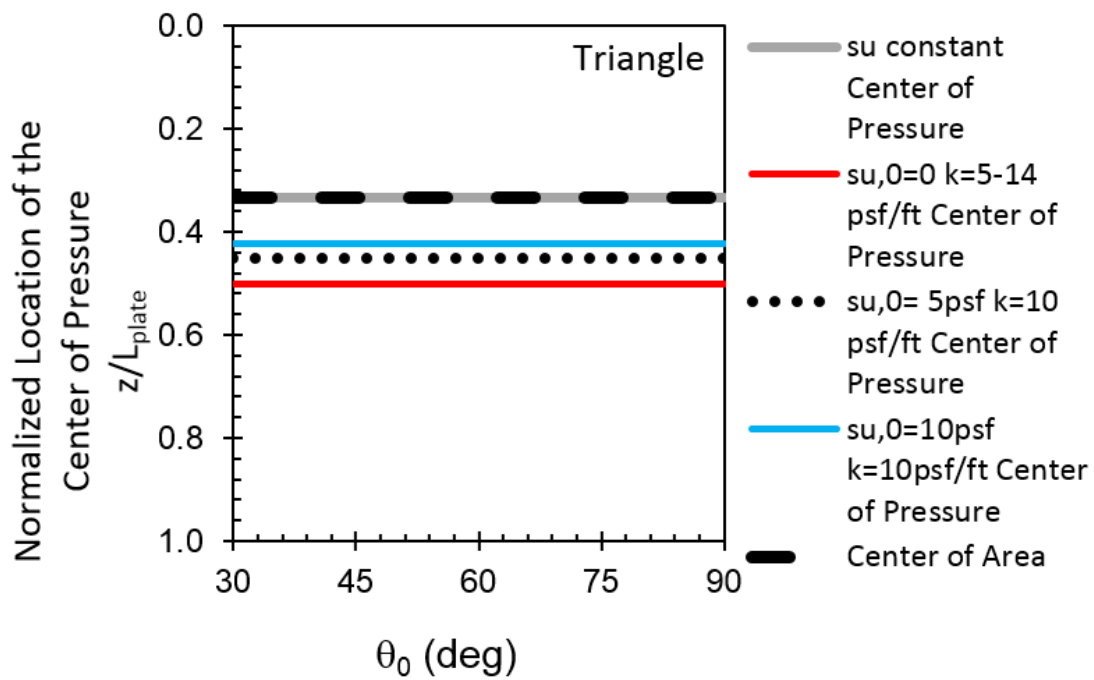 Normalized Location of the
Center of Pressure
z/Lplate
0.0
0.2
0.4
0.6
0.8
1.0
Triangle
30
45
60
75
90
θ0 (deg)
su constant
Center of
Pressure
su,0=0 k=5-14
psf/ft Center of
Pressure
su,0= 5psf k=10
psf/ft Center of
Pressure
su,0=10psf
k=10psf/ft Center
of Pressure
Center of Area